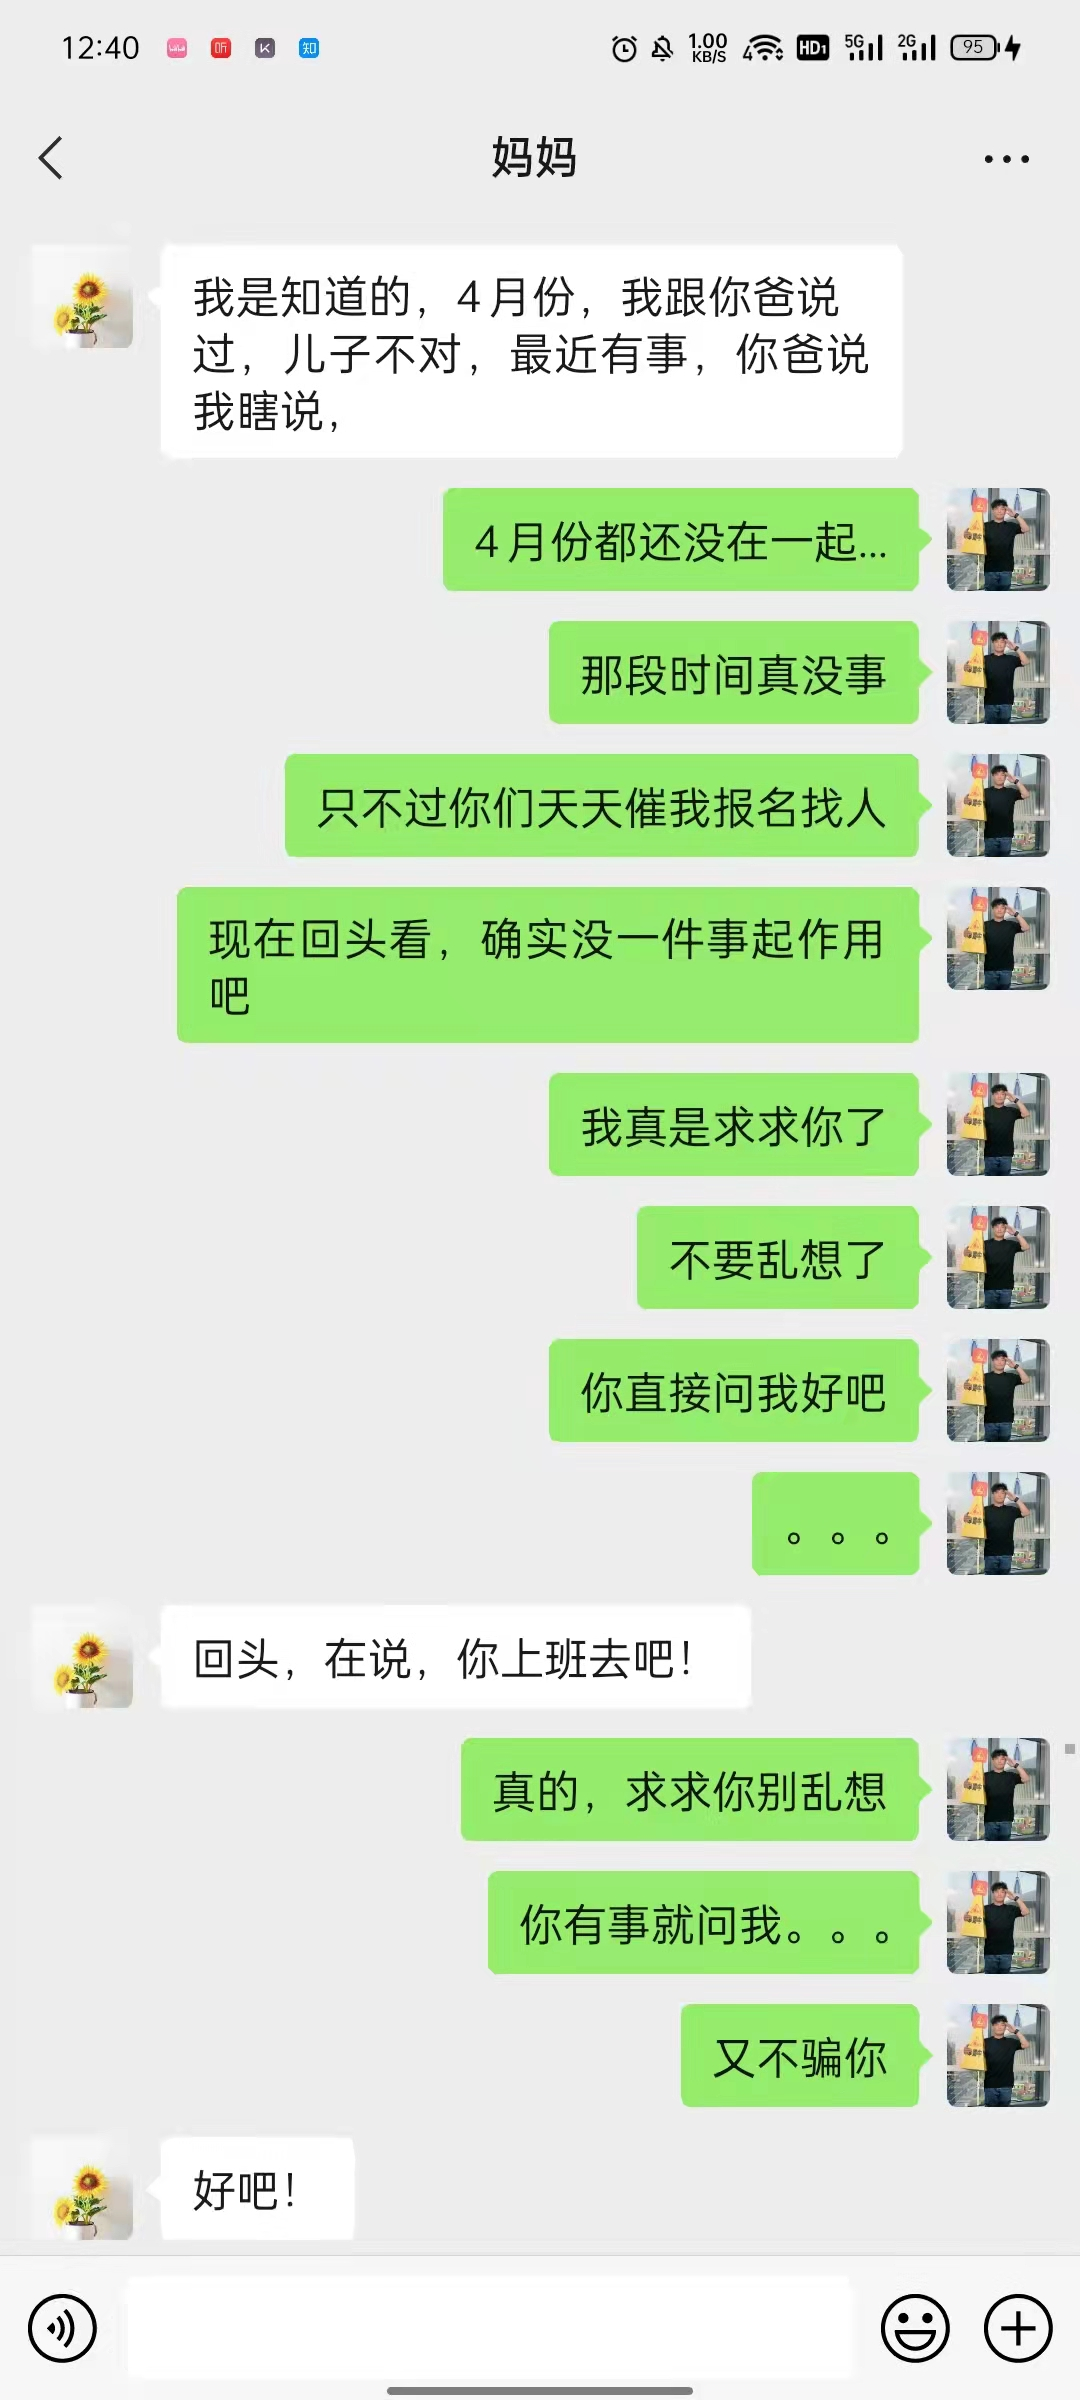 12:40
听
K
知
1.00
KB/S
4
HD1
5G
2G
95
妈妈
我是知道的，4月份，我跟你爸说
过，儿子不对，最近有事，你爸说
我瞎说，
4月份都还没在一起...
那段时间真没事
只不过你们天天催我报名找人
现在回头看，确实没一件事起作用
吧
我真是求求你了
不要乱想了
你直接问我好吧
。。。
回头，在说，你上班去吧！
真的，求求你别乱想
你有事就问我。。。
又不骗你
好吧！